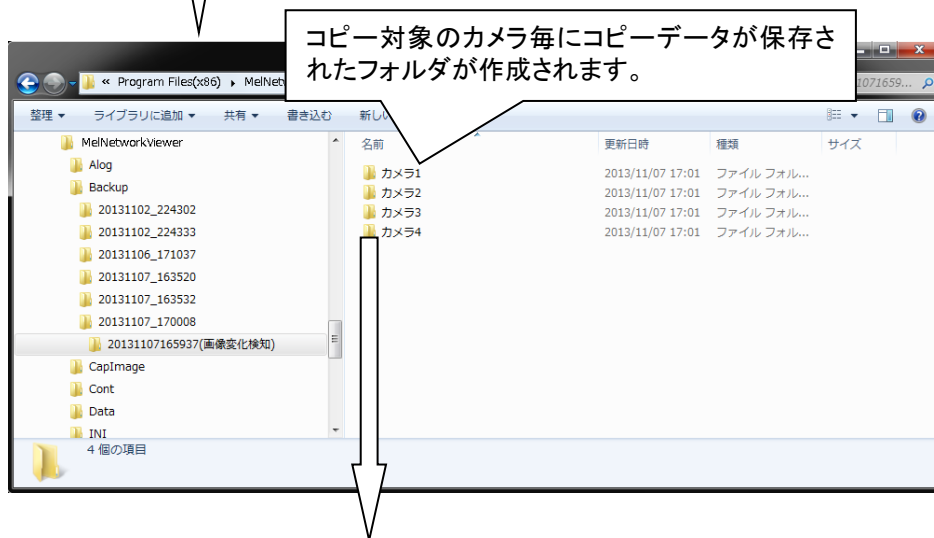 コピー対象のカメラ毎にコピーデータが保存さ
れたフォルダが作成されます。
« Program Files(x86) ▸ MelNetw
1071659...
整理 ▼ ライブラリに追加 ▼ 共有 ▼ 書き込む 新し
MelNetworkViewer
Alog
Backup
20131102_224302
20131102_224333
20131106_171037
20131107_163520
20131107_163532
20131107_170008
20131107165937(画像変化検知)
CapImage
Cont
Data
INI
名前 更新日時 種類 サイズ
カメラ1 2013/11/07 17:01 ファイル フォル...
カメラ2 2013/11/07 17:01 ファイル フォル...
カメラ3 2013/11/07 17:01 ファイル フォル...
カメラ4 2013/11/07 17:01 ファイル フォル...
4 個の項目